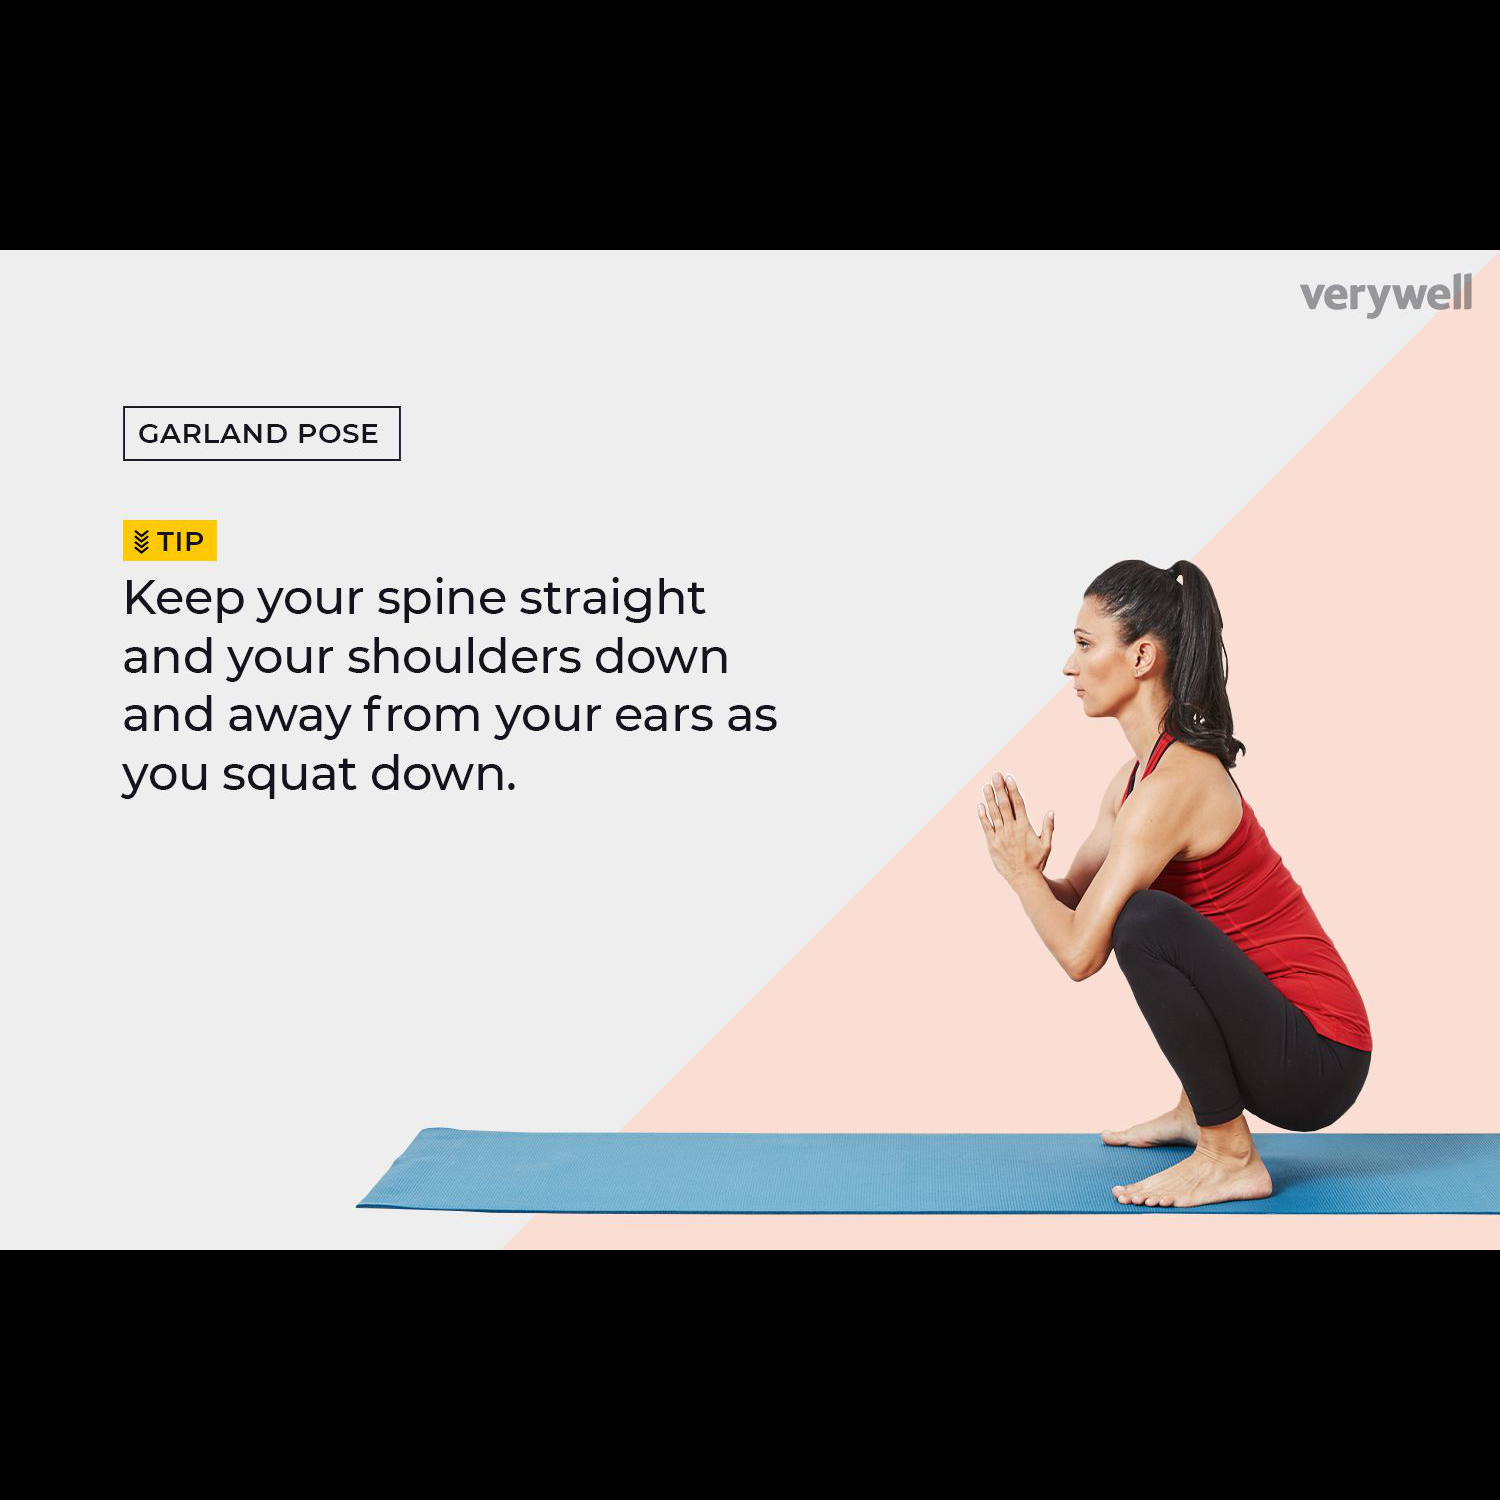 verywell
GARLAND POSE
TIP
Keep your spine straight
and your shoulders down
and away from your ears as
you squat down.